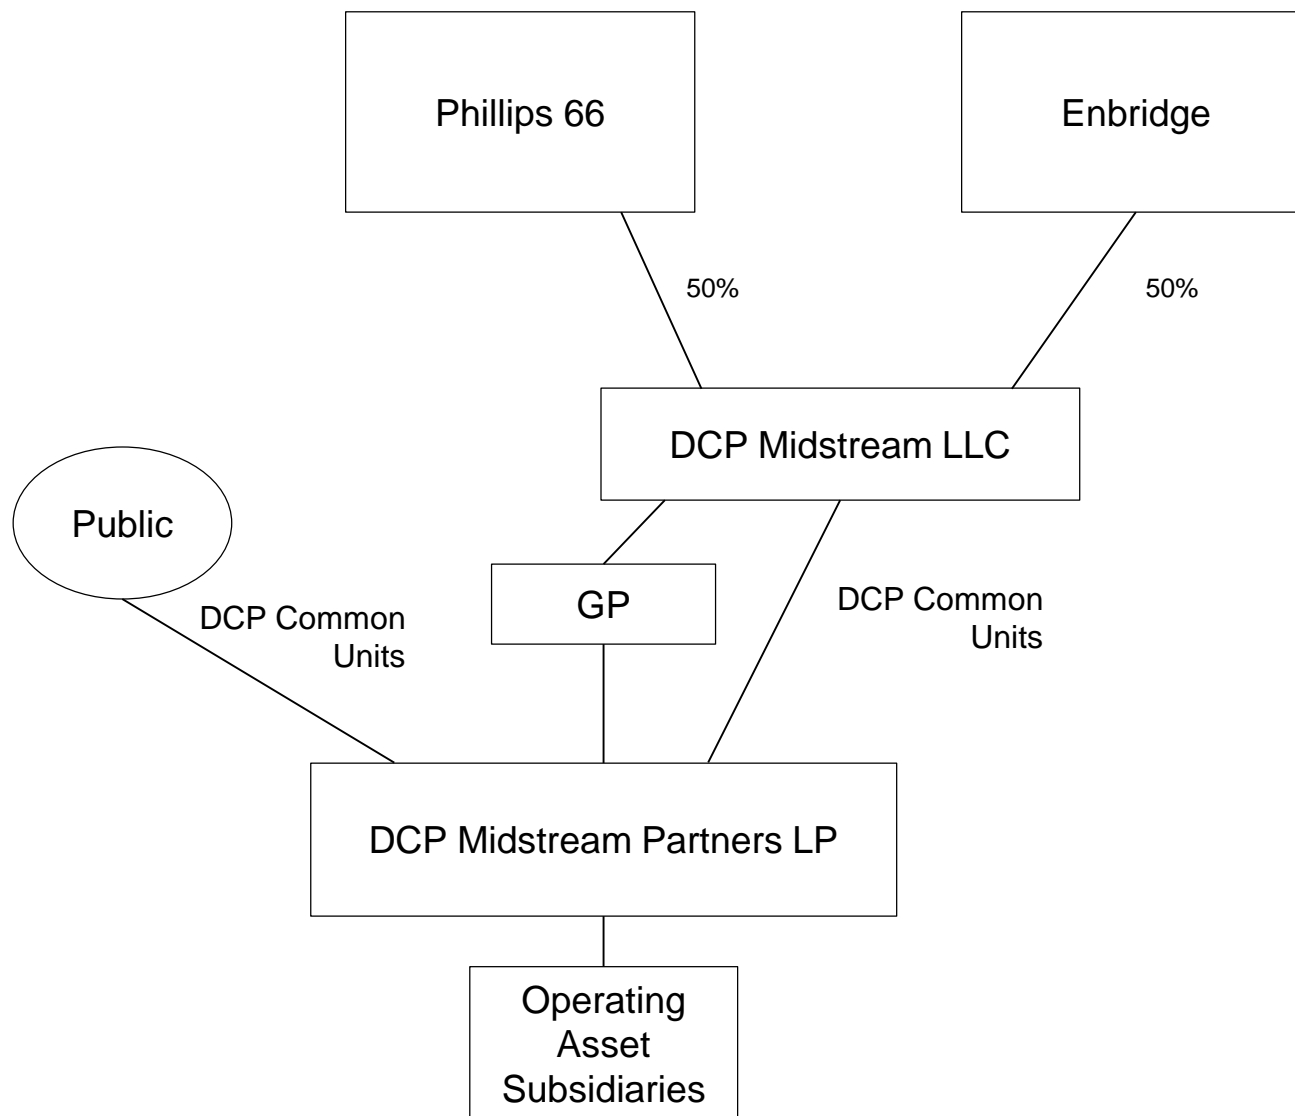 Phillips 66
Enbridge
50%
50%
DCP Midstream LLC
Public
GP
DCP Common
Units
DCP Common
Units
DCP Midstream Partners LP
Operating
Asset
Subsidiaries